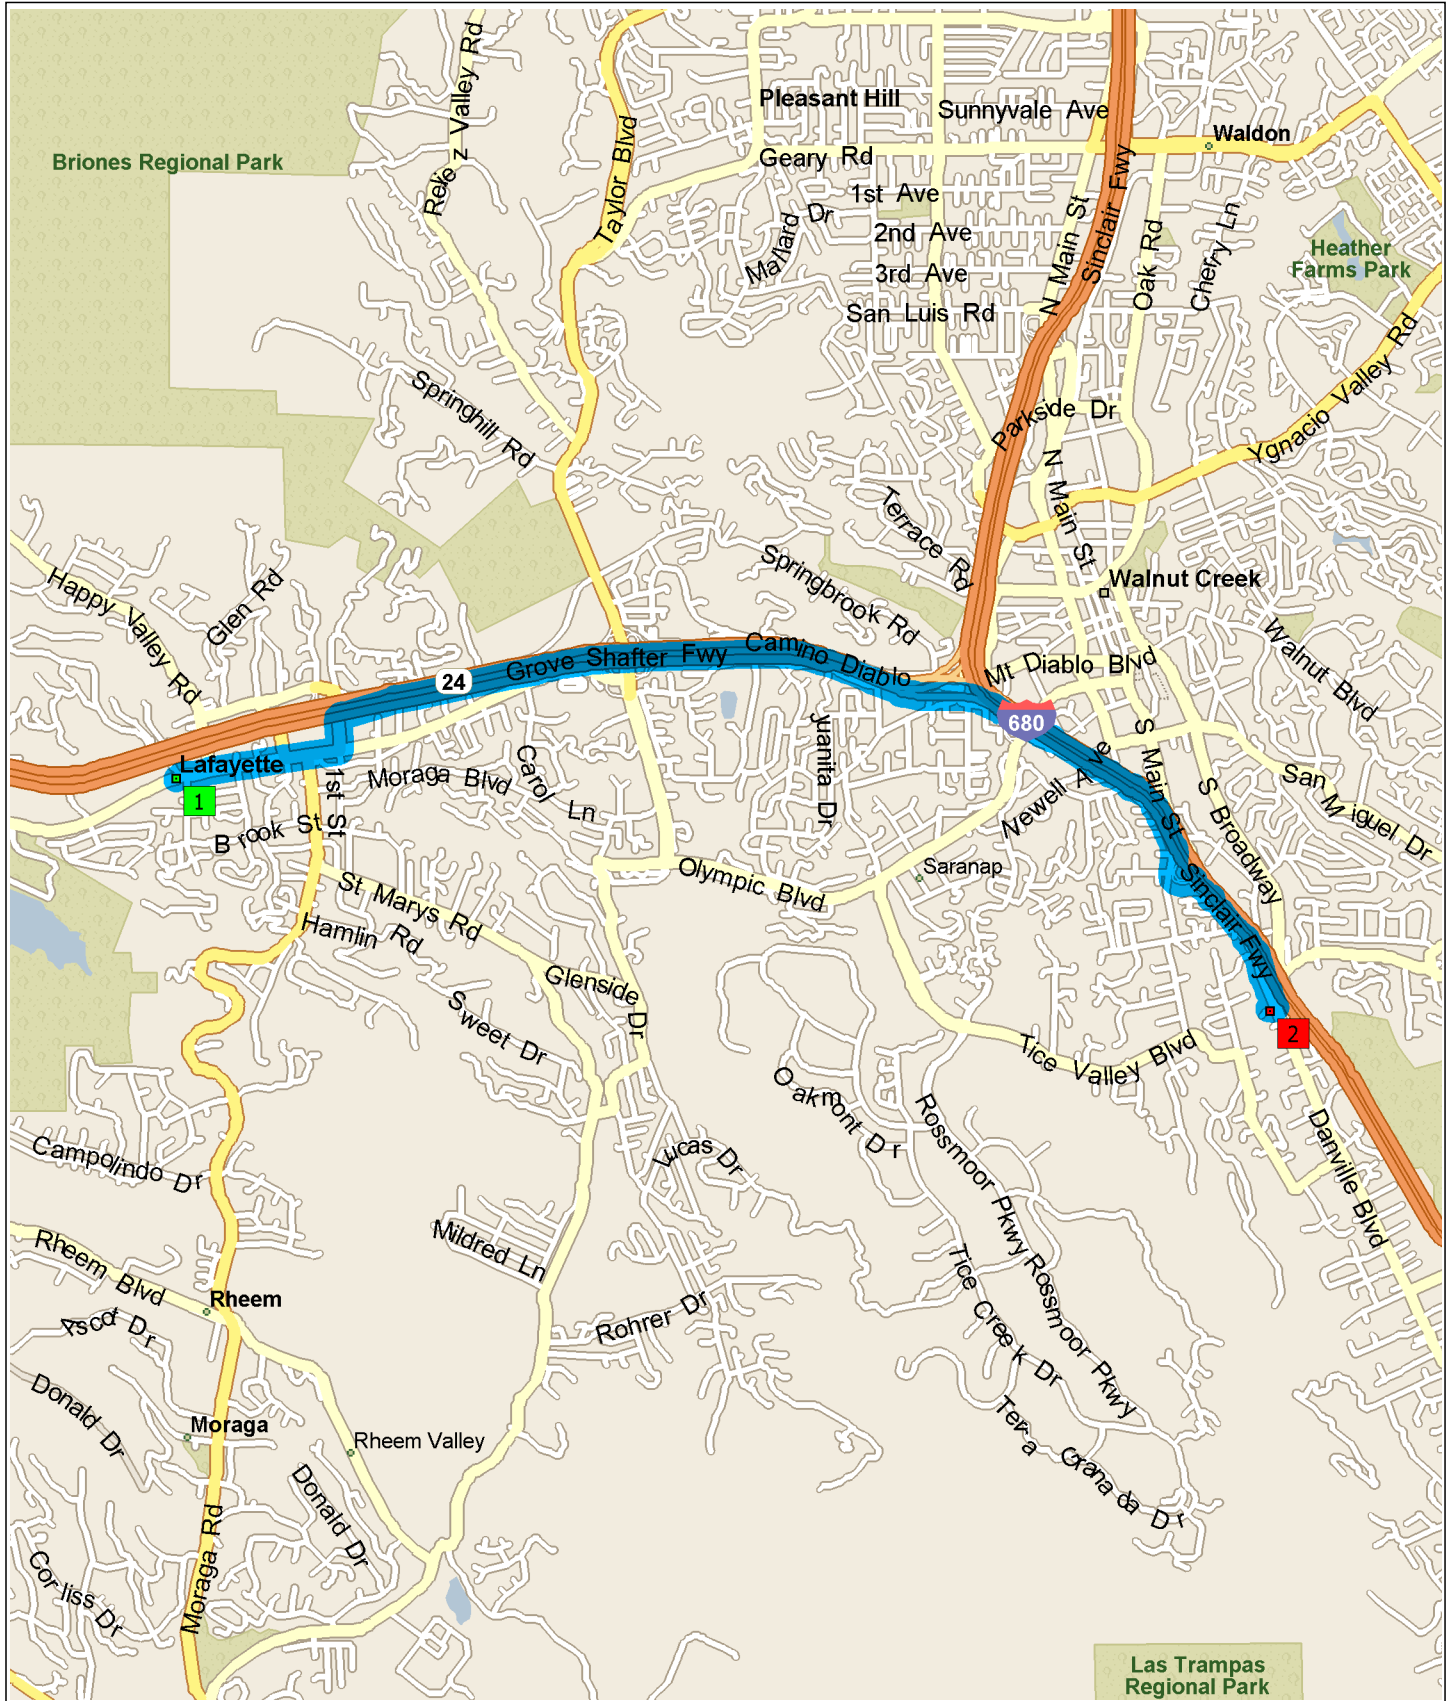 Reliez Valley Rd
Taylor Blvd
Pleasant Hill
Sunnyvale Ave
Waldon
Briones Regional Park
Geary Rd
1st Ave
Mallard Dr
2nd Ave
3rd Ave
San Luis Rd
N Main St
Sinclair Fwy
Oak Rd
Cherry Ln
Heather
Farms Park
Springhill Rd
Parkside Dr
Ygnacio Valley Rd
N Main St
Terrace Rd
Springbrook Rd
Walnut Creek
Happy Valley Rd
Glen Rd
Walnut Blvd
24
Grove Shafter Fwy
Camino Diablo
Mt Diablo Blvd
680
Lafayette
1
1st St
Moraga Blvd
Carol Ln
Juanita Dr
Newell Ave
S Main St
S Broadway
San Miguel Dr
Brook St
Saranap
Olympic Blvd
St Marys Rd
Hamlin Rd
Sinclair Fwy
Glenside Dr
Sweet Dr
2
Tice Valley Blvd
Oakmont Dr
Rossmoor Pkwy
Rossmoor Pkwy
Danville Blvd
Campolindo Dr
Lucas Dr
Mildred Ln
Rheem Blvd
Rheem
Ascot Dr
Rohrer Dr
Tice Creek Dr
Donald Dr
Moraga
Rheem Valley
Terra Granada Dr
Donald Dr
Moraga Rd
Corliss Dr
Las Trampas
Regional Park